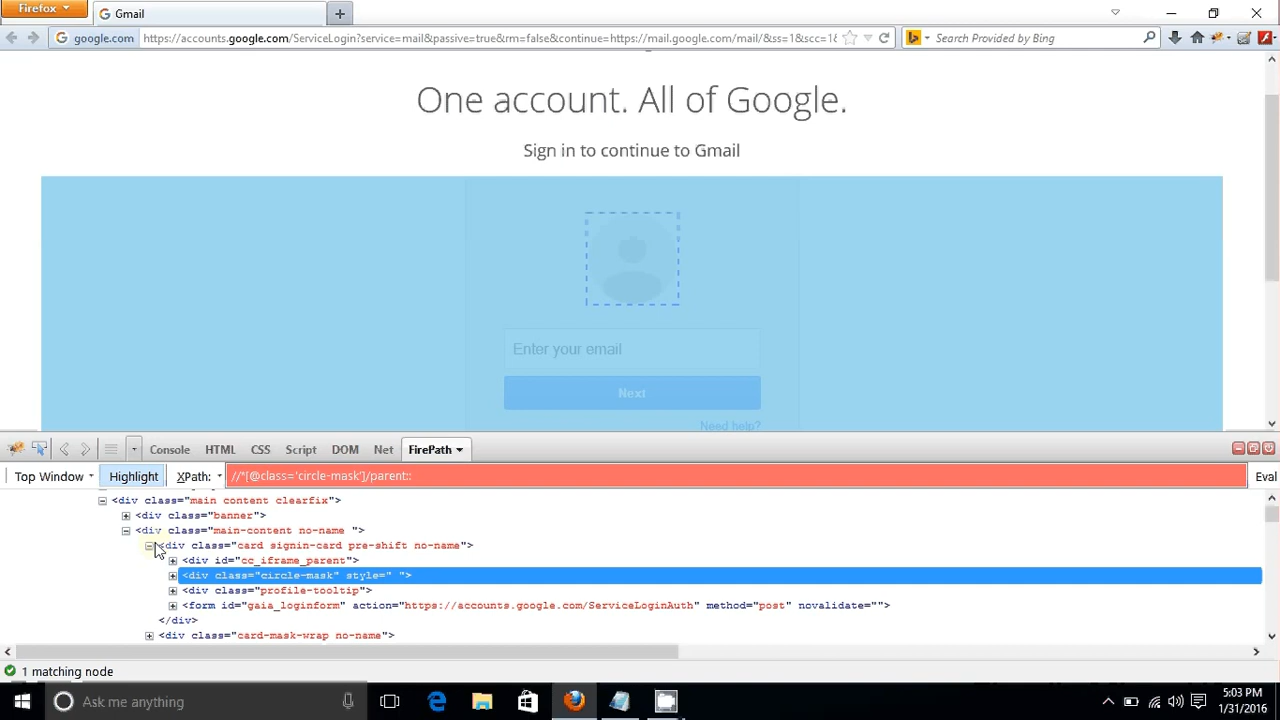 Firefox
Gmail
google.com https://accounts.google.com/ServiceLogin?service=mail&passive=true&rm=false&continue=https://mail.google.com/mail/&ss=1&scc=1& Search Provided by Bing
One account. All of Google.
Sign in to continue to Gmail
Enter your email
Next
Need help?
Console HTML CSS Script DOM Net FirePath
Top Window Highlight XPath: //*[@class='circle-mask']/parent:: Eval
<div class="main content clearfix">
<div class="banner">
<div class="main-content no-name ">
<div class="card signin-card pre-shift no-name">
<div id="cc_iframe_parent">
<div class="circle-mask" style=" ">
<div class="profile-tooltip">
<form id="gaia_loginform" action="https://accounts.google.com/ServiceLoginAuth" method="post" novalidate="">
</div>
<div class="card-mask-wrap no-name">
1 matching node
Ask me anything
5:03 PM
1/31/2016